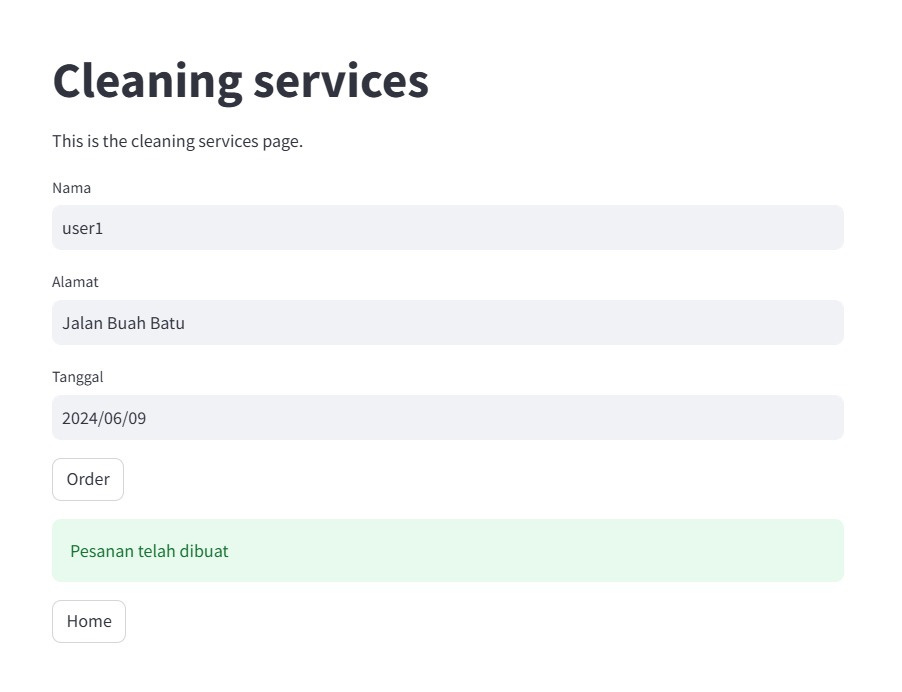 Cleaning services
This is the cleaning services page.
Nama
user1
Alamat
Jalan Buah Batu
Tanggal
2024/06/09
Order
Pesanan telah dibuat
Home